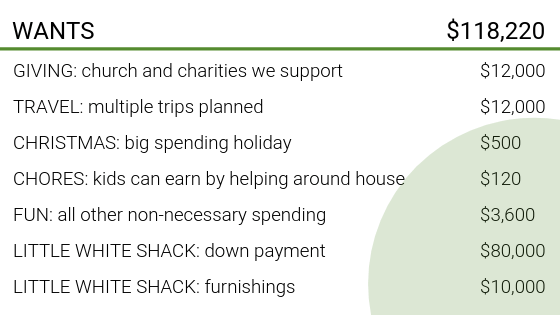 WANTS $118,220
GIVING: church and charities we support $12,000
TRAVEL: multiple trips planned $12,000
CHRISTMAS: big spending holiday $500
CHORES: kids can earn by helping around house $120
FUN: all other non-necessary spending $3,600
LITTLE WHITE SHACK: down payment $80,000
LITTLE WHITE SHACK: furnishings $10,000